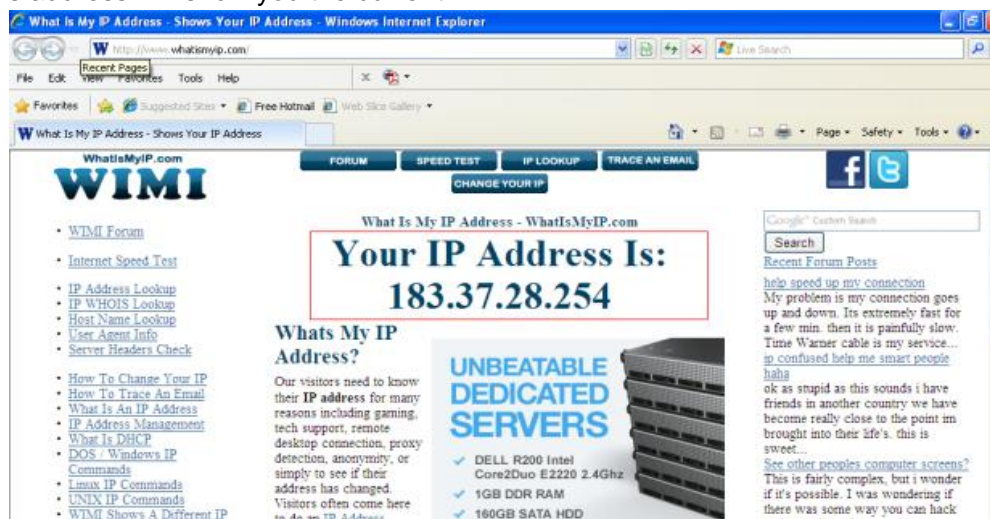 What Is My IP Address - Shows Your IP Address - Windows Internet Explorer
http://www.whatismyip.com/
Live Search
File Edit View Favorites Tools Help
Recent Pages
Favorites Suggested Sites Free Hotmail Web Slice Gallery
What Is My IP Address - Shows Your IP Address
Page Safety Tools
WhatIsMyIP.com
WIMI
FORUM SPEED TEST IP LOOKUP TRACE AN EMAIL
CHANGE YOUR IP
WIMI Forum
Internet Speed Test
IP Address Lookup
IP WHOIS Lookup
Host Name Lookup
User Agent Info
Server Headers Check
How To Change Your IP
How To Trace An Email
What Is An IP Address
IP Address Management
What Is DHCP
DOS / Windows IP
Commands
Linux IP Commands
UNIX IP Commands
WIMI Shows A Different IP
What Is My IP Address - WhatIsMyIP.com
Your IP Address Is:
183.37.28.254
Whats My IP
Address?
Our visitors need to know
their IP address for many
reasons including gaming,
tech support, remote
desktop connection, proxy
detection, anonymity, or
simply to see if their
address has changed.
Visitors often come here
to do an IP Address
UNBEATABLE
DEDICATED
SERVERS
DELL R200 Intel
Core2Duo E2220 2.4Ghz
1GB DDR RAM
160GB SATA HDD
Google Custom Search
Search
Recent Forum Posts
help speed up my connection
My problem is my connection goes
up and down. Its extremely fast for
a few min. then it is painfully slow.
Time Warner cable is my service...
ip confused help me smart people
haha
ok as stupid as this sounds i have
friends in another country we have
become really close to the point im
brought into their life's. this is
sweet...
See other peoples computer screens?
This is fairly complex, but i wonder
if it's possible. I was wondering if
there was some way you can hack